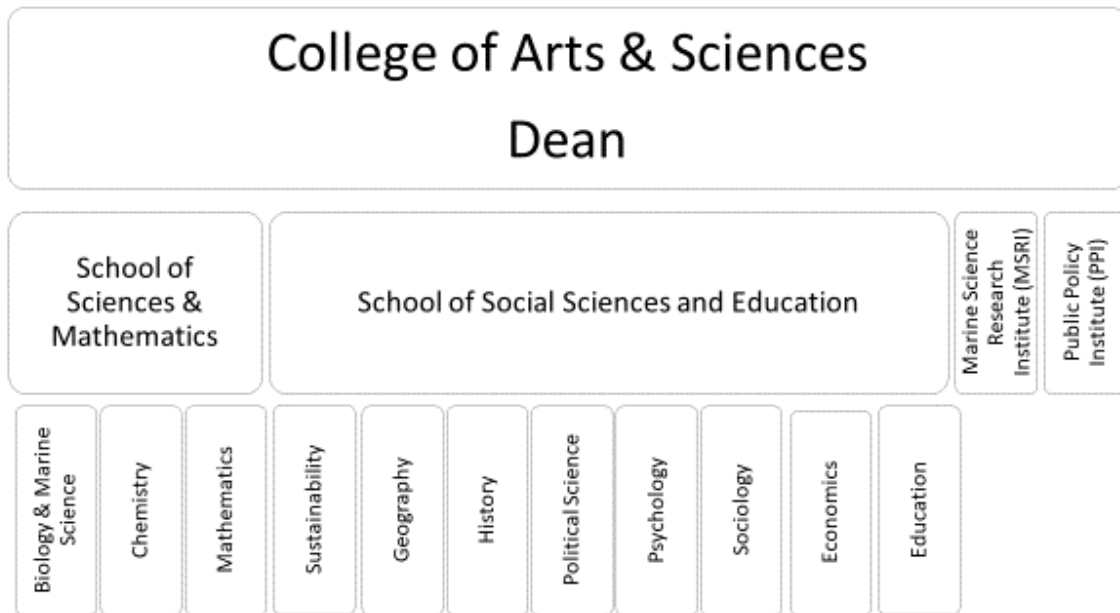 College of Arts & Sciences
Dean
School of
Sciences &
Mathematics
School of Social Sciences and Education
Marine Science
Research
Institute (MSRI)
Public Policy
Institute (PPI)
Biology & Marine
Science
Chemistry
Mathematics
Sustainability
Geography
History
Political Science
Psychology
Sociology
Economics
Education